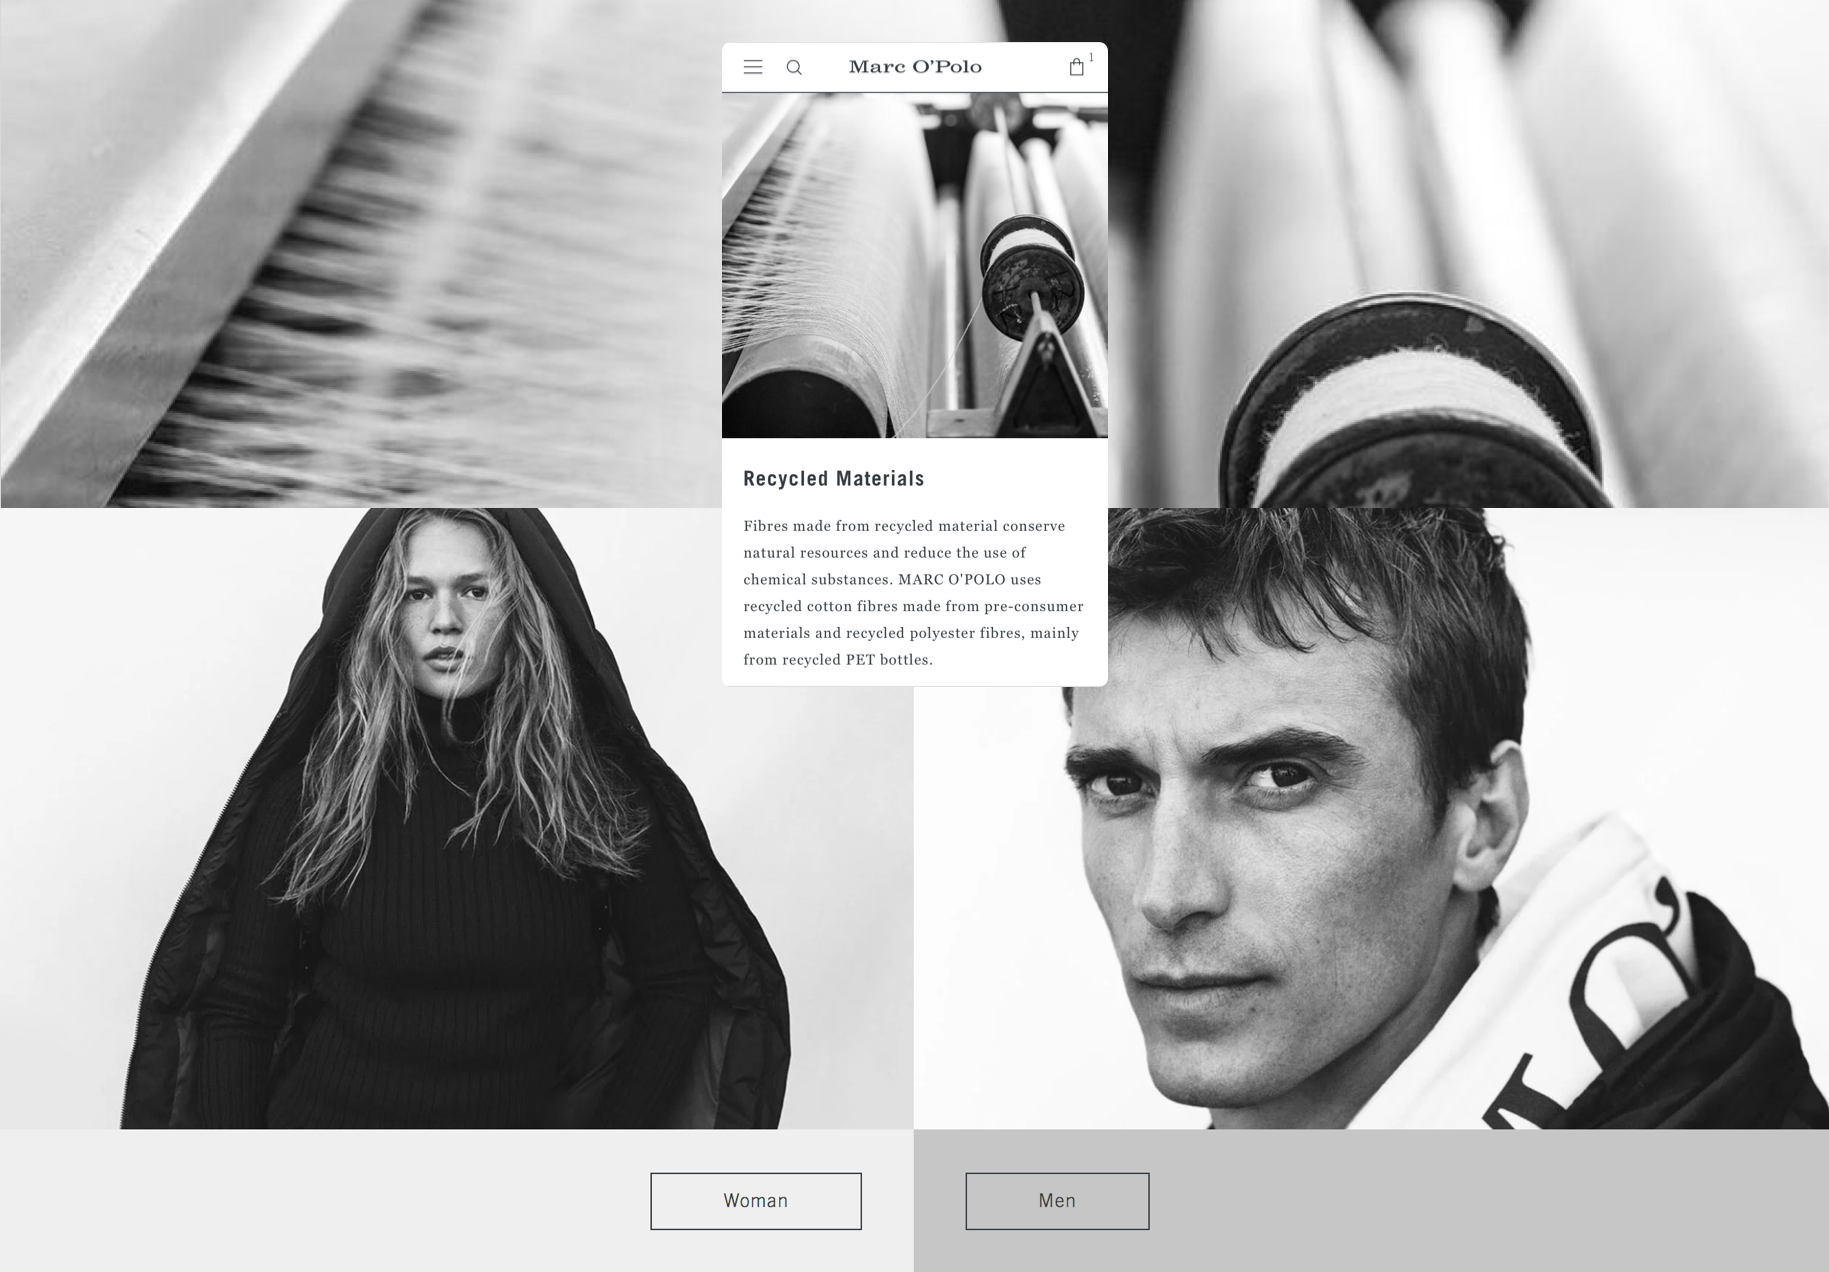 Marc O'Polo
1
Recycled Materials
Fibres made from recycled material conserve
natural resources and reduce the use of
chemical substances. MARC O'POLO uses
recycled cotton fibres made from pre-consumer
materials and recycled polyester fibres, mainly
from recycled PET bottles.
Woman
Men